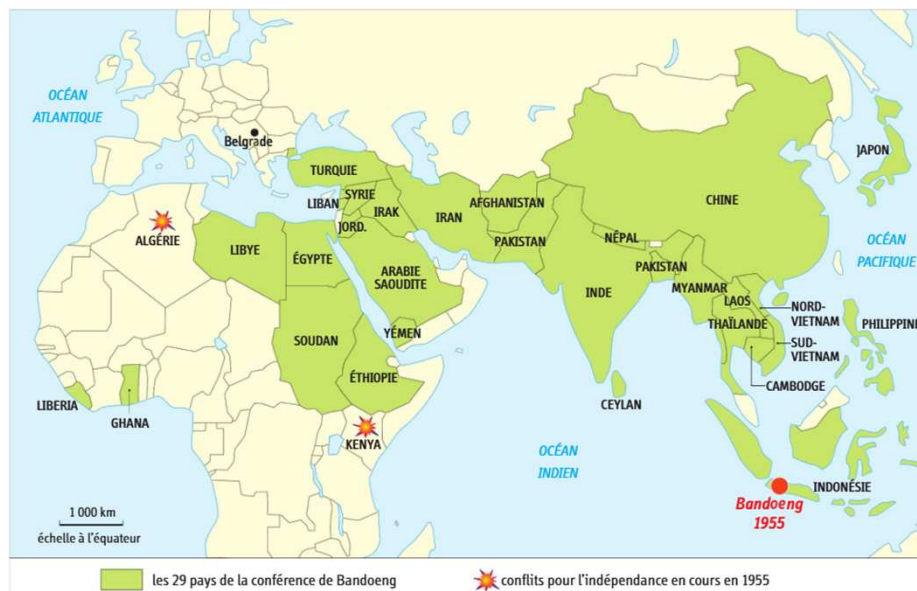 OCÉAN
ATLANTIQUE
Belgrade
TURQUIE
LIBAN
SYRIE
IRAK
JORD.
IRAN
AFGHANISTAN
PAKISTAN
CHINE
JAPON
ALGÉRIE
LIBYE
ÉGYPTE
ARABIE
SAOUDITE
NÉPAL
PAKISTAN
INDE
MYANMAR
LAOS
THAÏLANDE
NORD-
VIETNAM
SUD-
VIETNAM
CAMBODGE
OCÉAN
PACIFIQUE
PHILIPPINE
YÉMEN
SOUDAN
ÉTHIOPIE
LIBERIA
GHANA
KENYA
CEYLAN
OCÉAN
INDIEN
INDONÉSIE
Bandoeng
1955
1 000 km
échelle à l'équateur
les 29 pays de la conférence de Bandoeng
conflits pour l'indépendance en cours en 1955